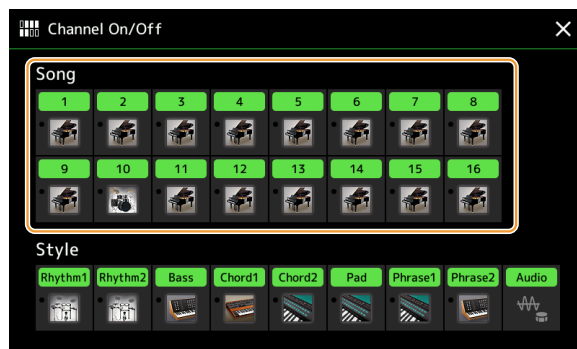 Channel On/Off
Song
1 2 3 4 5 6 7 8
9 10 11 12 13 14 15 16
Style
Rhythm1 Rhythm2 Bass Chord1 Chord2 Pad Phrase1 Phrase2 Audio